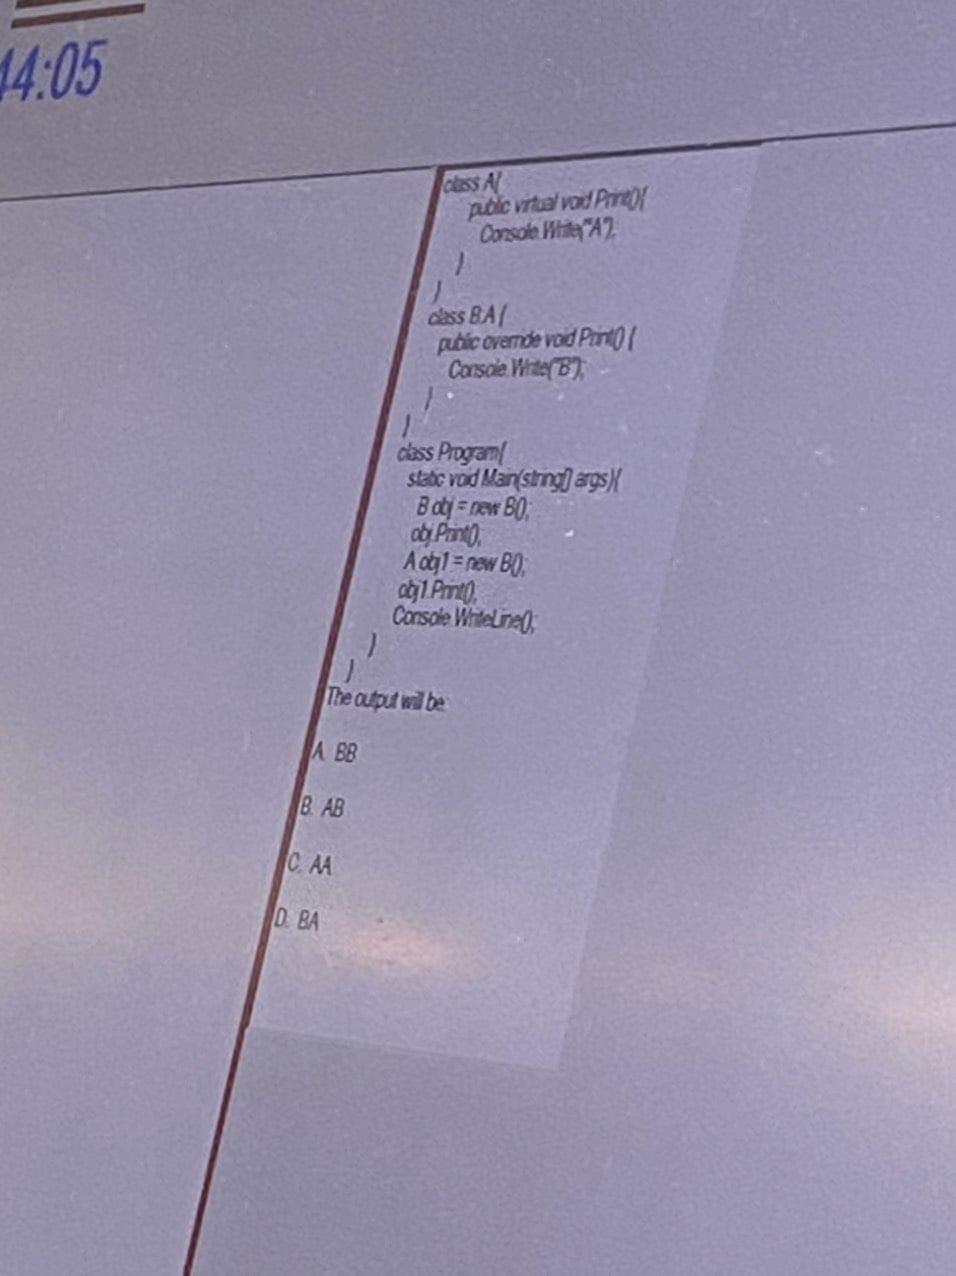 14:05
class A{
public virtual void Print(){
Console.Write("A");
}
}
class B:A {
public override void Print() {
Console.Write("B");
}
}
class Program{
static void Main(string[] args){
B obj = new B();
obj.Print();
A obj1 = new B();
obj1.Print();
Console.WriteLine();
}
}
The output will be:
A. BB
B. AB
C. AA
D. BA